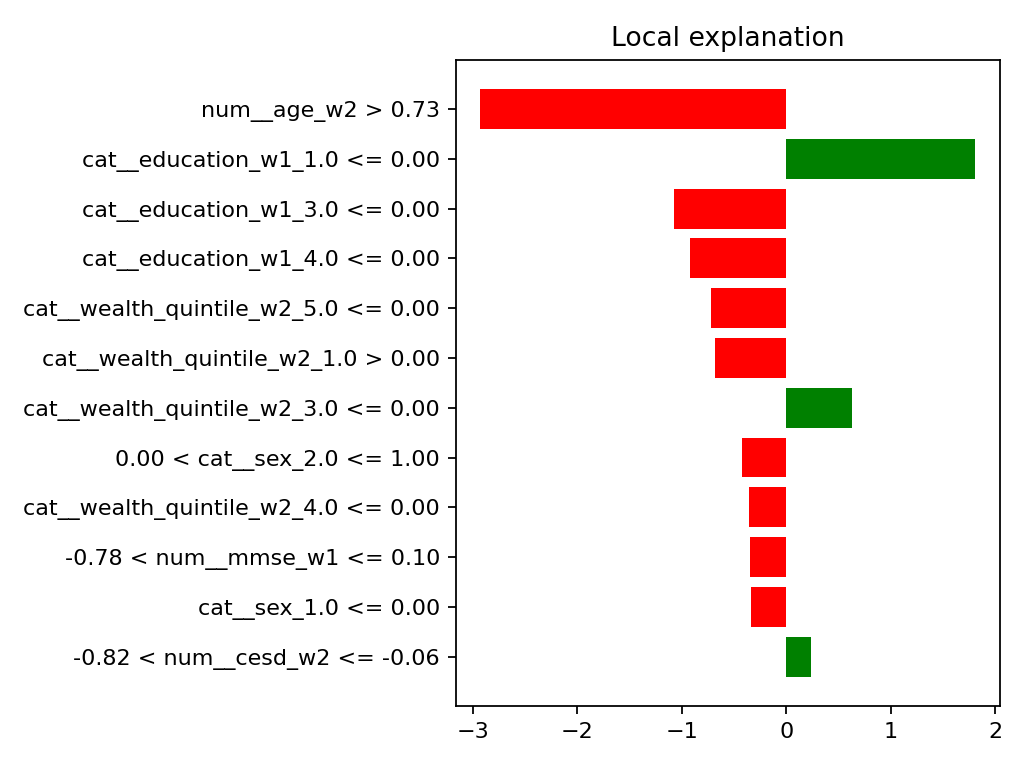 Local explanation
num__age_w2 > 0.73
cat__education_w1_1.0 <= 0.00
cat__education_w1_3.0 <= 0.00
cat__education_w1_4.0 <= 0.00
cat__wealth_quintile_w2_5.0 <= 0.00
cat__wealth_quintile_w2_1.0 > 0.00
cat__wealth_quintile_w2_3.0 <= 0.00
0.00 < cat__sex_2.0 <= 1.00
cat__wealth_quintile_w2_4.0 <= 0.00
-0.78 < num__mmse_w1 <= 0.10
cat__sex_1.0 <= 0.00
-0.82 < num__cesd_w2 <= -0.06
−3 −2 −1 0 1 2